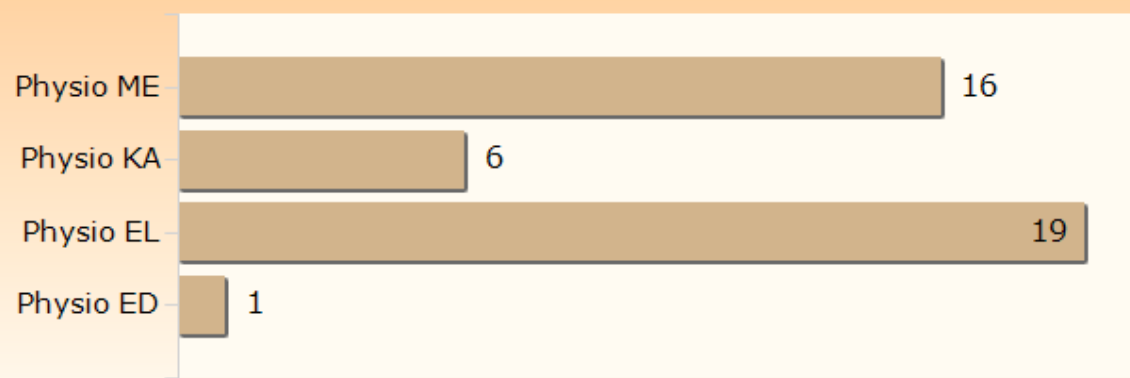 Physio ME 16
Physio KA 6
Physio EL 19
Physio ED 1